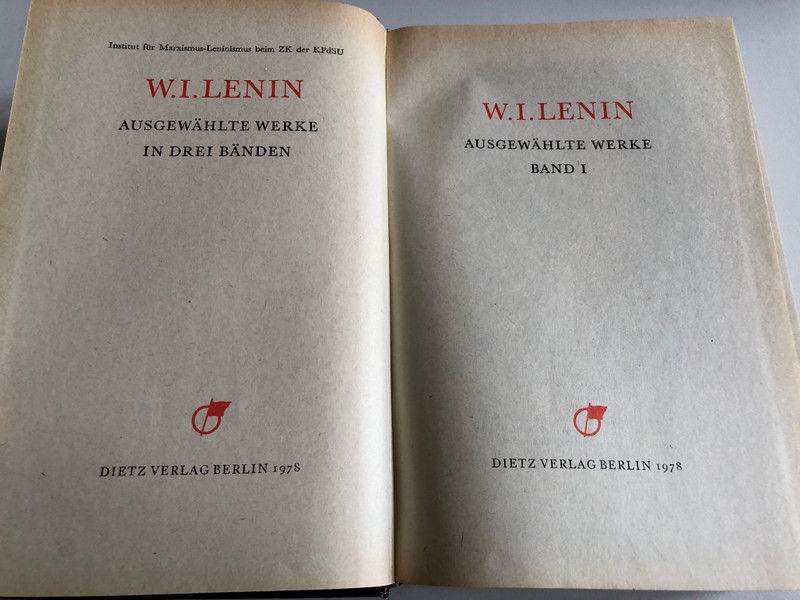 Institut für Marxismus-Leninismus beim ZK der KPdSU
W.I.LENIN
AUSGEWÄHLTE WERKE
IN DREI BÄNDEN
DIETZ VERLAG BERLIN 1978
W.I.LENIN
AUSGEWÄHLTE WERKE
BAND I
DIETZ VERLAG BERLIN 1978